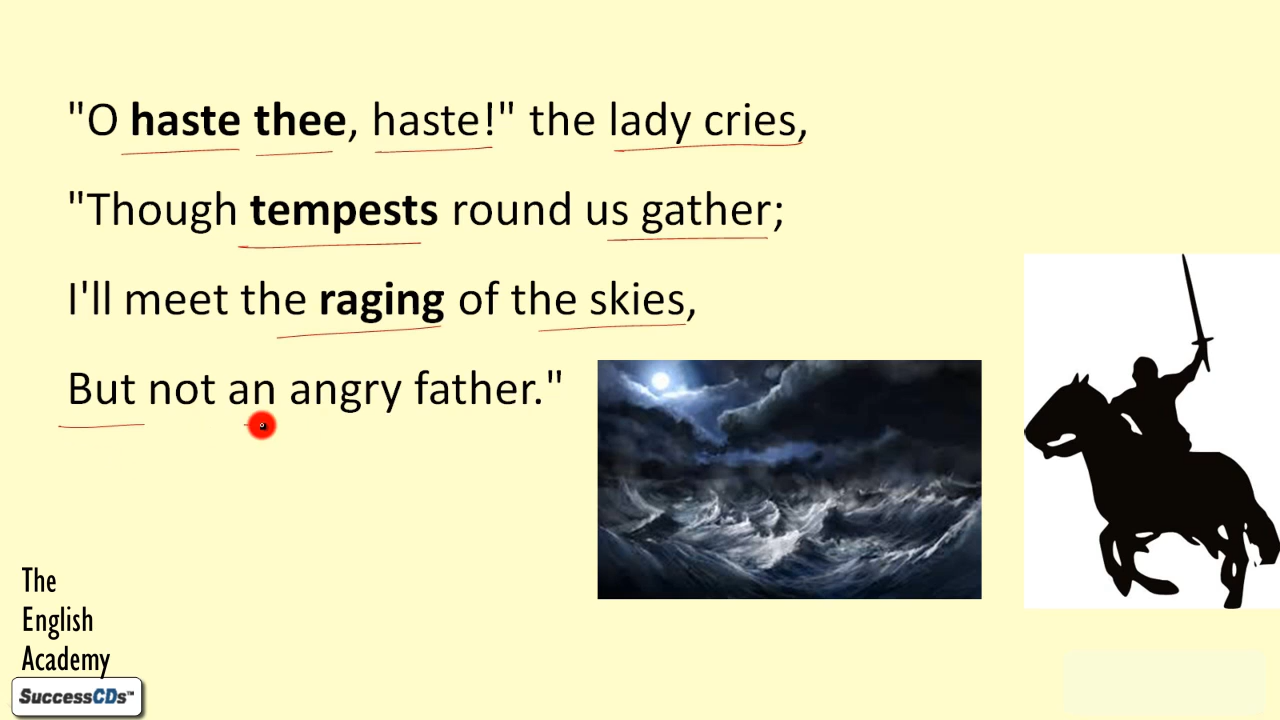 "O haste thee, haste!" the lady cries,
"Though tempests round us gather;
I'll meet the raging of the skies,
But not an angry father."
The
English
Academy
SuccessCDs™